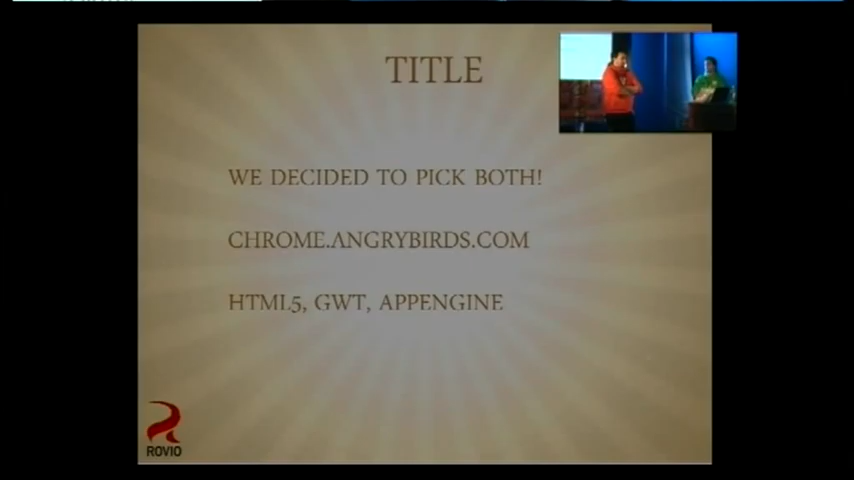 TITLE
WE DECIDED TO PICK BOTH!
CHROME.ANGRYBIRDS.COM
HTML5, GWT, APPENGINE
ROVIO